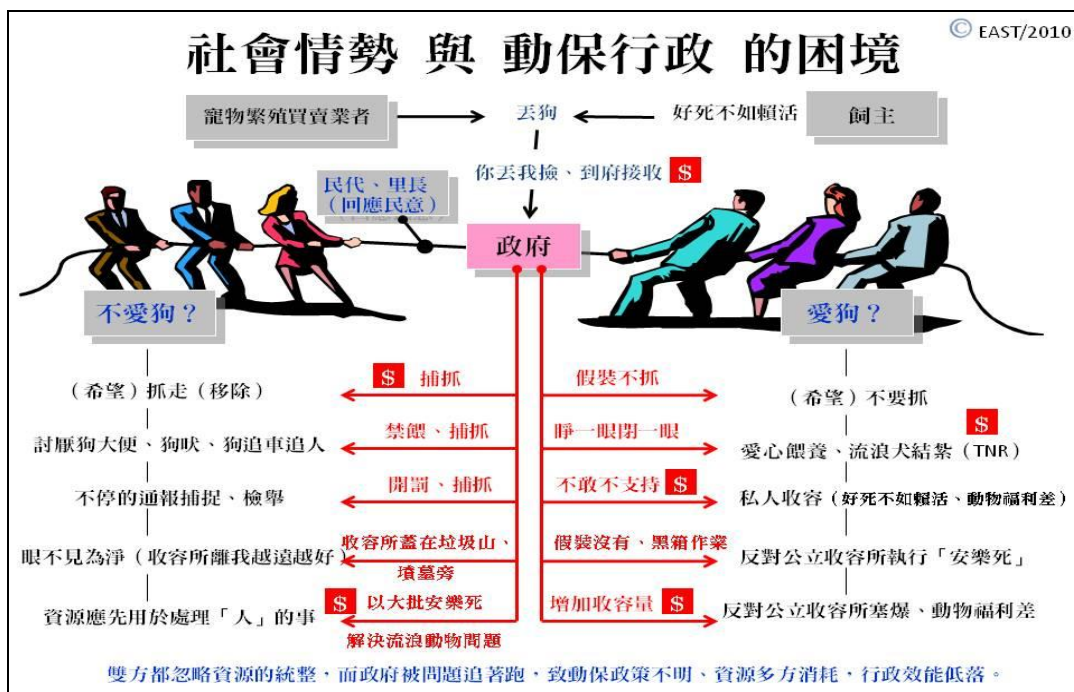 © EAST/2010
社會情勢 與 動保行政 的困境
寵物繁殖買賣業者
丟狗
好死不如賴活
飼主
你丟我撿、到府接收 $
民代、里長
（回應民意）
政府
不愛狗？
愛狗？
（希望）抓走（移除）
$ 捕抓
假裝不抓
（希望）不要抓
討厭狗大便、狗吠、狗追車追人
禁餵、捕抓
睜一眼閉一眼
$
愛心餵養、流浪犬結紮（TNR）
不停的通報捕捉、檢舉
開罰、捕抓
不敢不支持 $
私人收容（好死不如賴活、動物福利差）
眼不見為淨（收容所離我越遠越好）
收容所蓋在垃圾山、
墳墓旁
假裝沒有、黑箱作業
反對公立收容所執行「安樂死」
資源應先用於處理「人」的事
$ 以大批安樂死
解決流浪動物問題
增加收容量 $
反對公立收容所塞爆、動物福利差
雙方都忽略資源的統整，而政府被問題追著跑，致動保政策不明、資源多方消耗，行政效能低落。